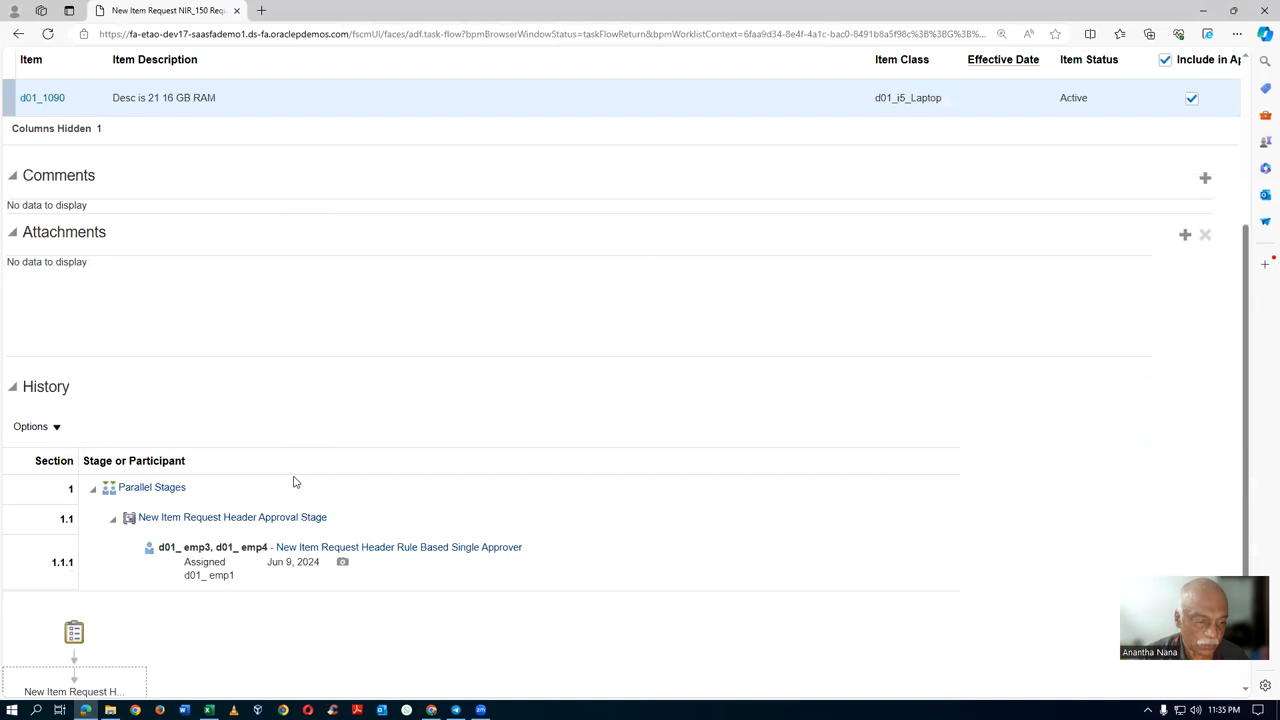 New Item Request NIR_150 Requ...
https://fa-etao-dev17-saasfademo1.ds-fa.oraclepdemos.com/fscmUI/faces/adf.task-flow?bpmBrowserWindowStatus=taskFlowReturn&bpmWorklistContext=6faa9d34-8e4f-4a1c-bac0-8491b8a5f98c%3B%3BG%3B%...
Item Item Description Item Class Effective Date Item Status Include in Ap
d01_1090 Desc is 21 16 GB RAM d01_i5_Laptop Active
Columns Hidden 1
Comments
No data to display
Attachments
No data to display
History
Options
Section Stage or Participant
1 Parallel Stages
1.1 New Item Request Header Approval Stage
1.1.1 d01_ emp3, d01_ emp4 - New Item Request Header Rule Based Single Approver
Assigned Jun 9, 2024
d01_ emp1
New Item Request H...
Anantha Nana
11:35 PM